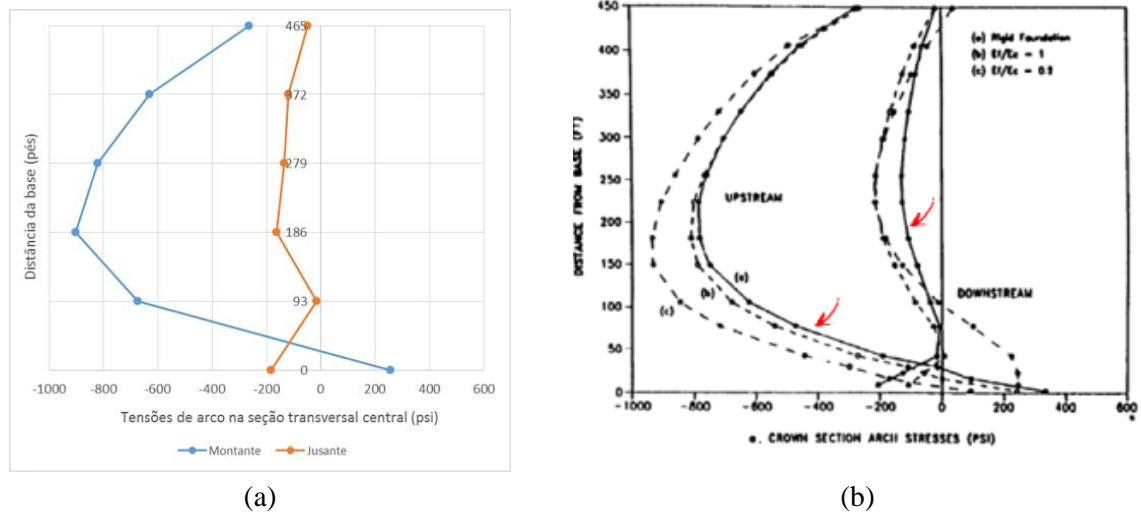 465
372
279
186
93
0
Distância da base (pés)
-1000 -800 -600 -400 -200 0 200 400 600
Tensões de arco na seção transversal central (psi)
Montante Jusante
(a)
b)
450
400
350
300
250
200
150
100
50
0
DISTANCE FROM BASE (FT)
(a) Rigid Foundation
(b) Ef/Ec = 1
(c) Ef/Ec = 0.2
UPSTREAM
DOWNSTREAM
(a)
(b)
(c)
-1000 -800 -600 -400 -200 0 200 400 600
a. CROWN SECTION ARCH STRESSES (PSI)
(b)